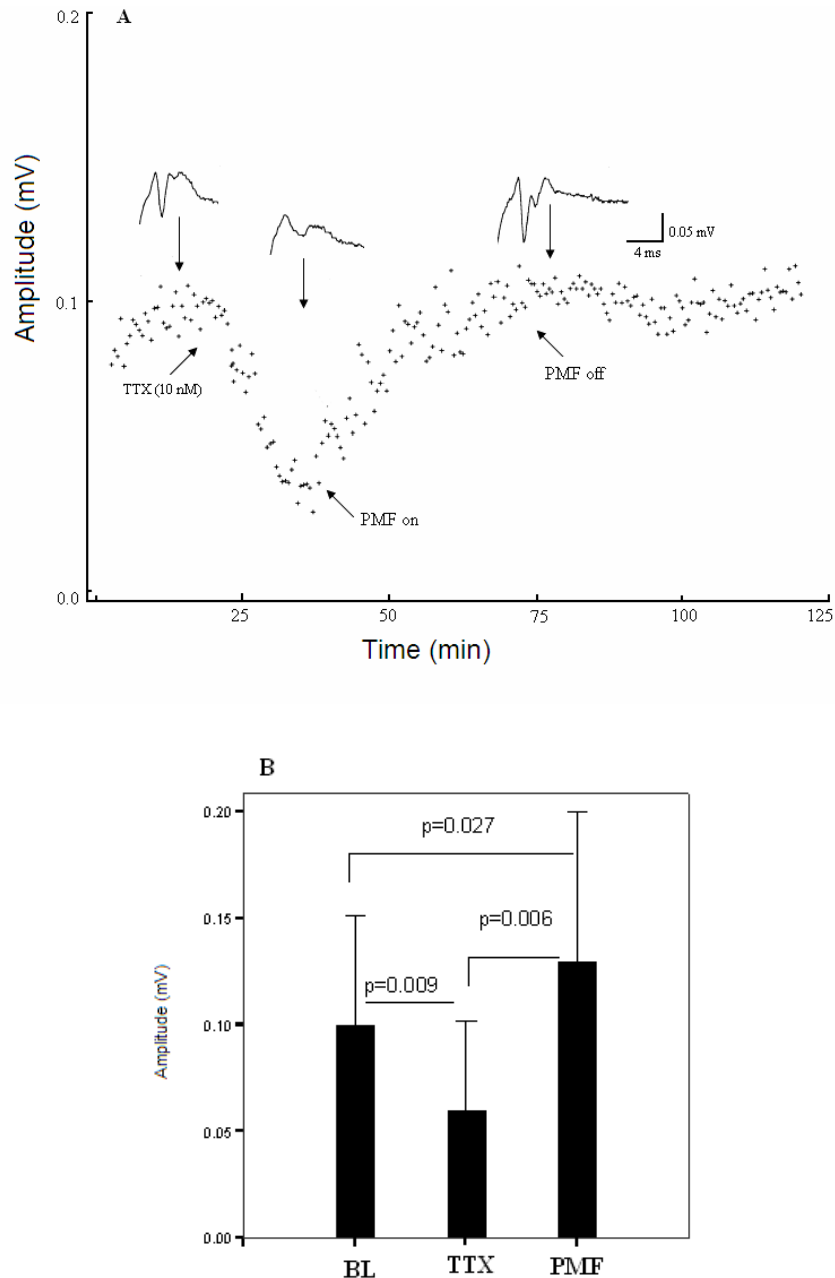 A
0.2
Amplitude (mV)
0.1
0.0
0.05 mV
4 ms
TTX (10 nM)
PMF off
PMF on
25
50
75
100
125
Time (min)
B
Amplitude (mV)
0.20
0.15
0.10
0.05
0.00
p=0.027
p=0.006
p=0.009
BL
TTX
PMF